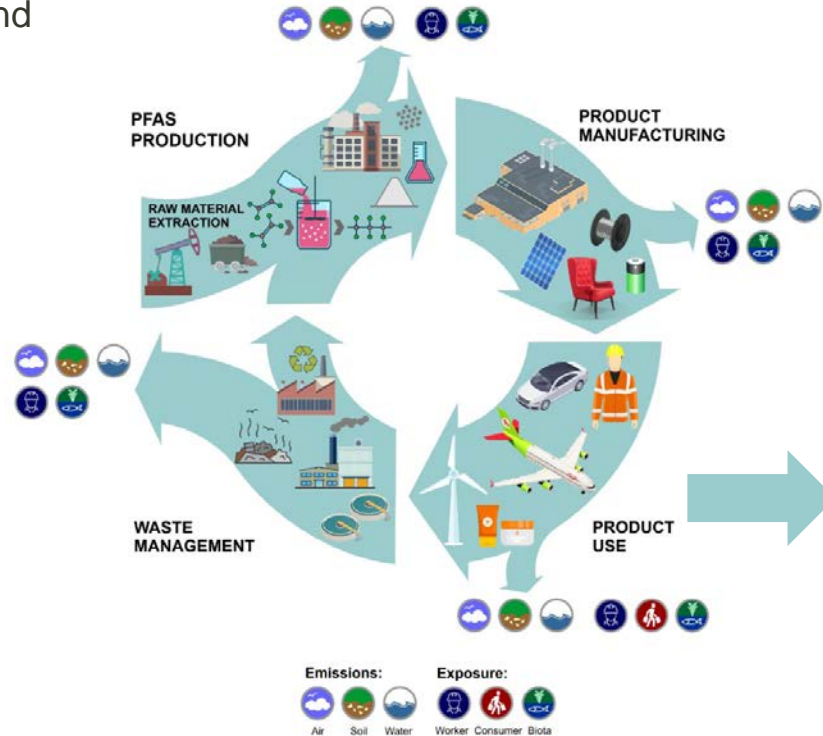 nd
PFAS
PRODUCTION
PRODUCT
MANUFACTURING
RAW MATERIAL
EXTRACTION
WASTE
MANAGEMENT
PRODUCT
USE
Emissions:
Exposure:
Air Soil Water Worker Consumer Biota